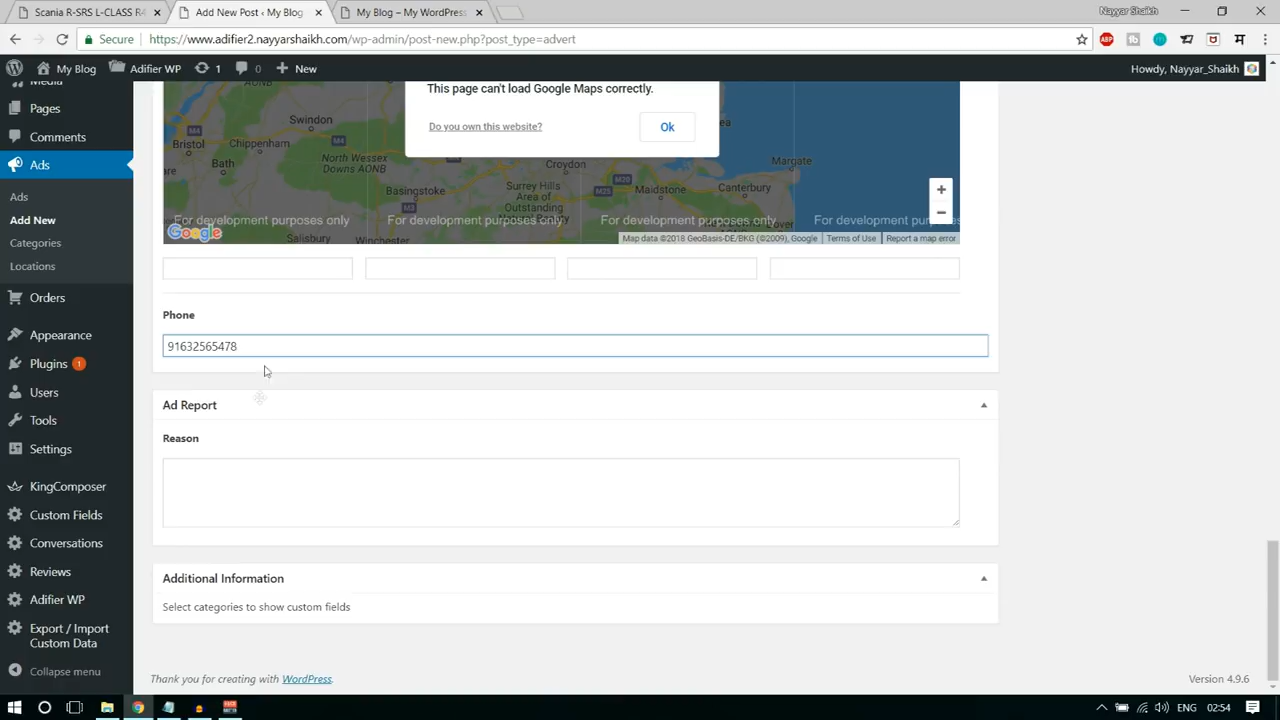 Scania R-SRS L-CLASS R4
Add New Post ‹ My Blog
My Blog – My WordPress
Nayyar Shaikh
Secure
https://www.adifier2.nayyarshaikh.com/wp-admin/post-new.php?post_type=advert
My Blog
Adifier WP
1
0
New
Howdy, Nayyar_Shaikh
Media
Pages
Comments
Ads
Ads
Add New
Categories
Locations
Orders
Appearance
Plugins 1
Users
Tools
Settings
KingComposer
Custom Fields
Conversations
Reviews
Adifier WP
Export / Import
Custom Data
Collapse menu
This page can't load Google Maps correctly.
Do you own this website?
Ok
AONB
M4
Swindon
Bristol
Chippenham
M4
Bath
North Wessex
Downs AONB
Basingstoke
M3
Croydon
Surrey Hills
Area of
Outstanding
M25
M20
Maidstone
Canterbury
Margate
For development purposes only
For development purposes only
For development purposes only
For development purposes only
Salisbury
Winchester
Google
Map data ©2018 GeoBasis-DE/BKG (©2009), Google
Terms of Use
Report a map error
Phone
91632565478
Ad Report
Reason
Additional Information
Select categories to show custom fields
Thank you for creating with WordPress.
Version 4.9.6
ENG
02:54